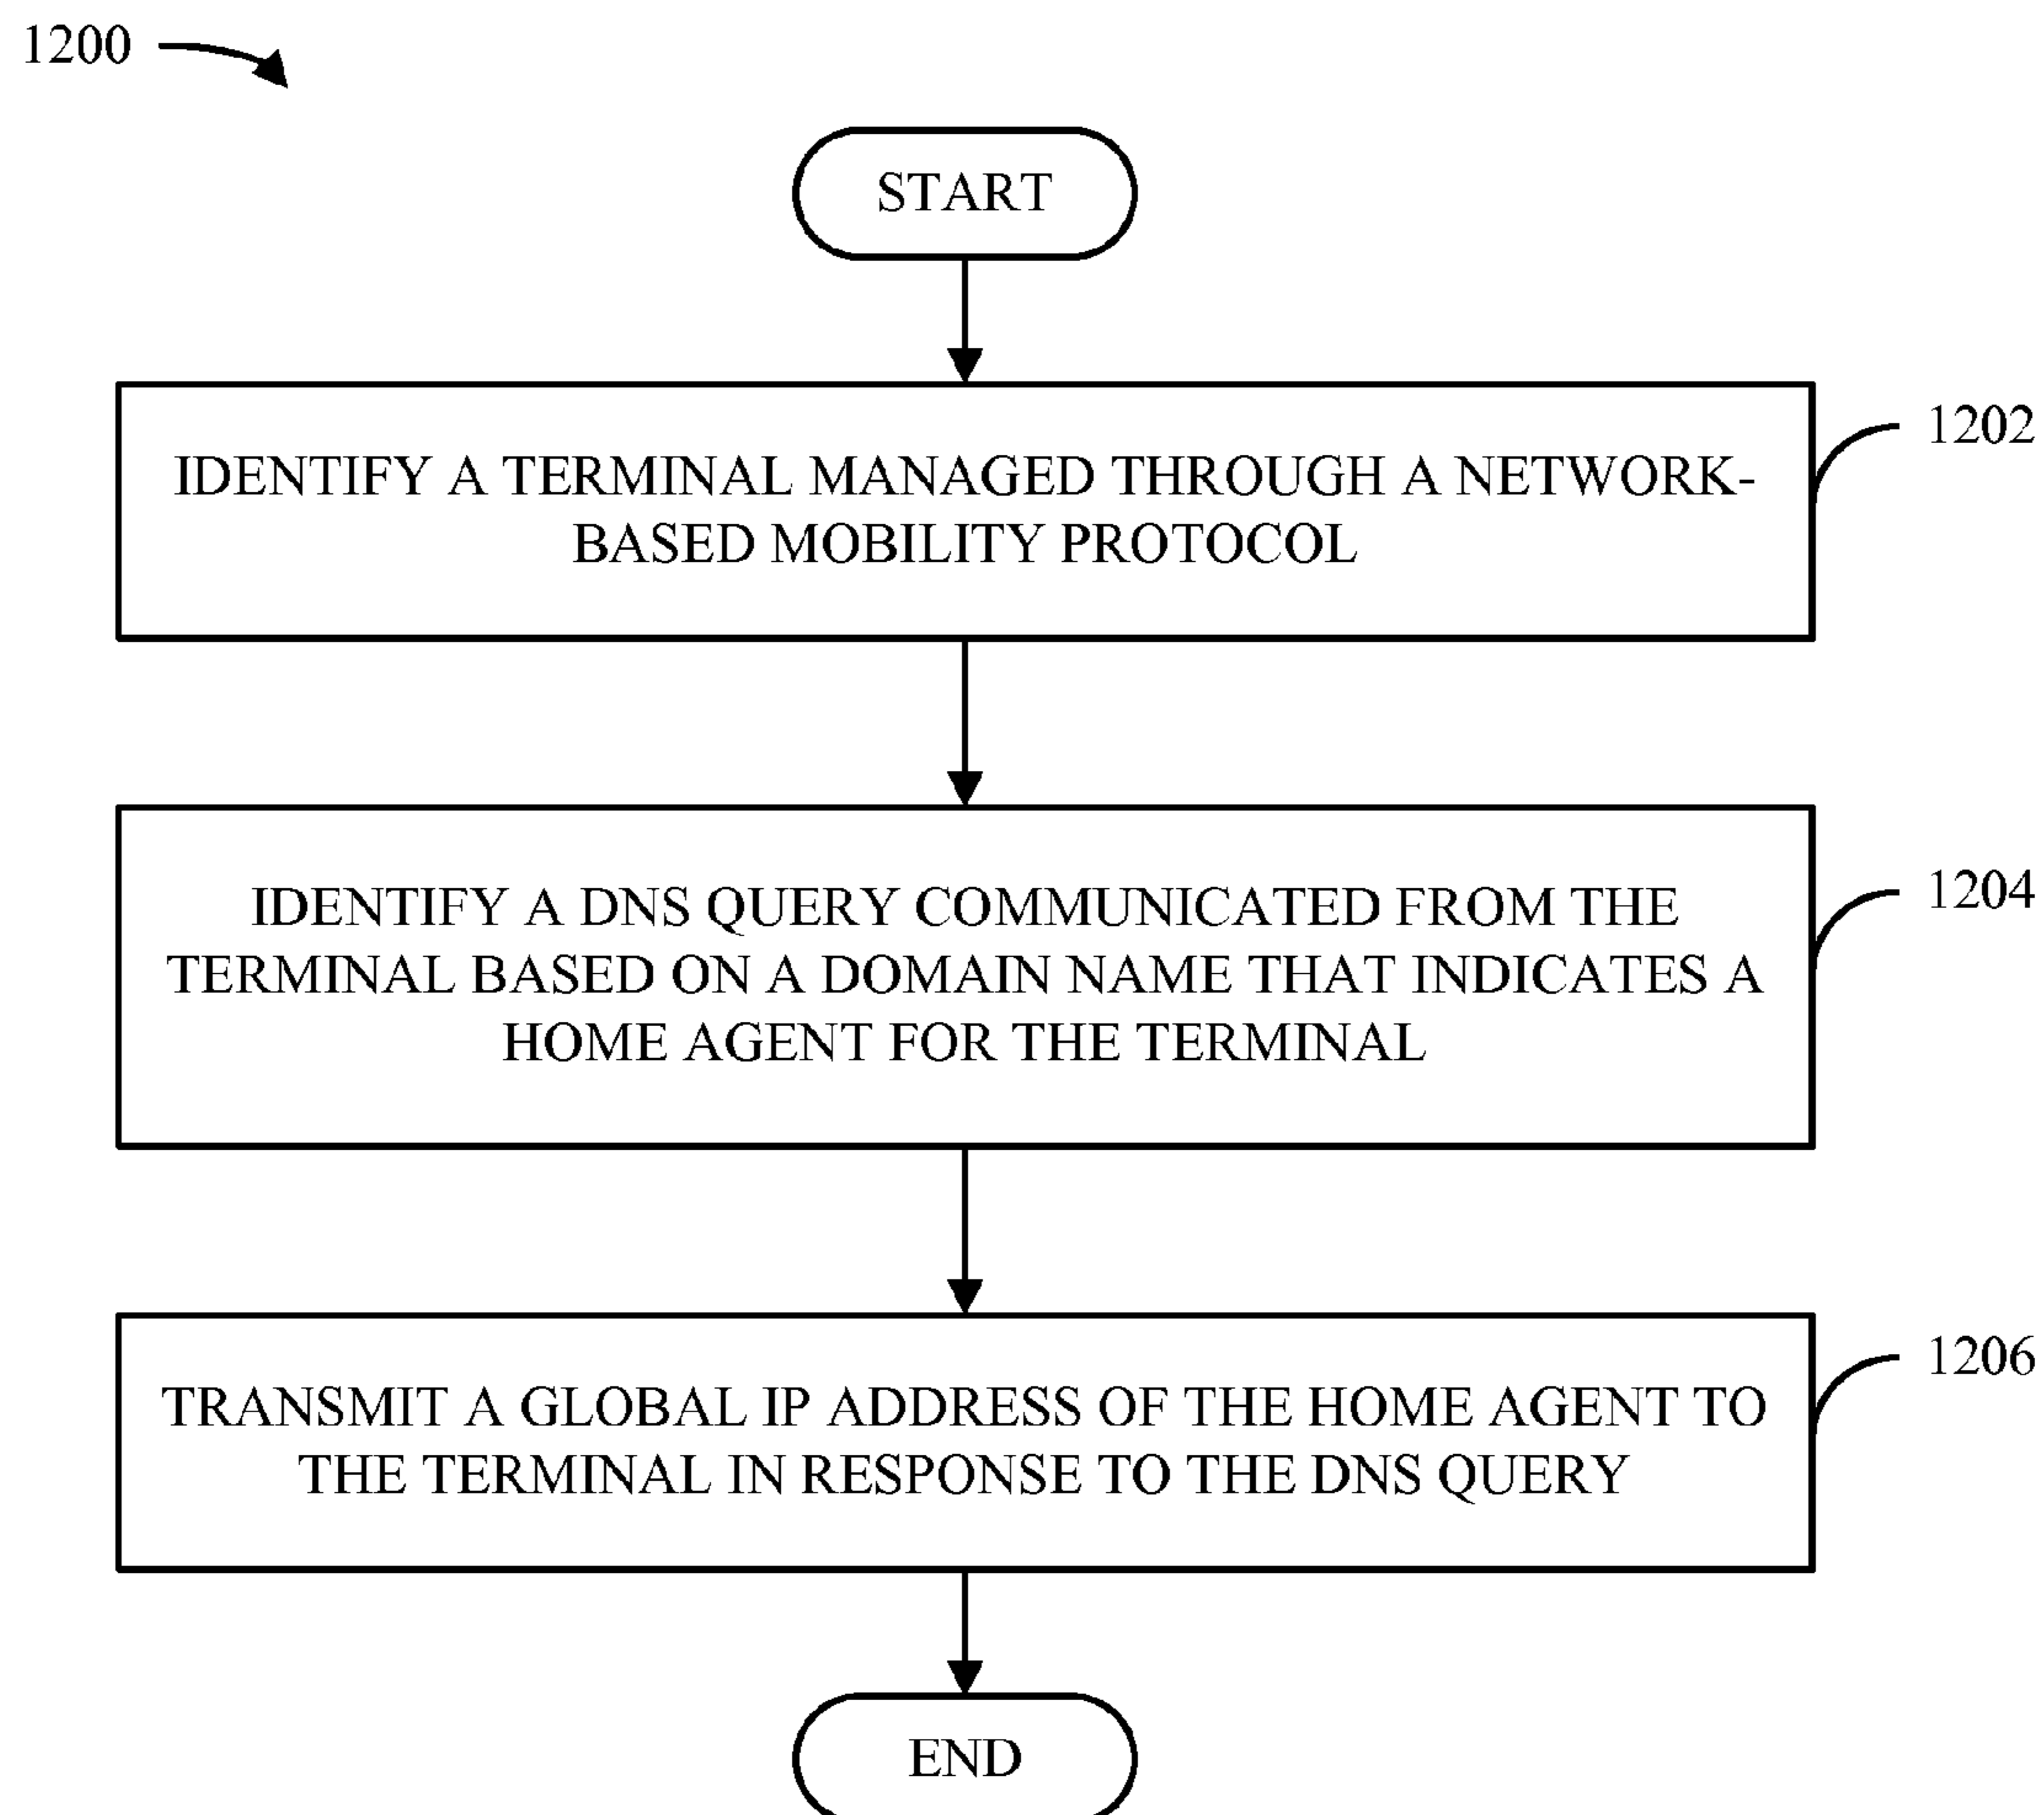 1200
START
IDENTIFY A TERMINAL MANAGED THROUGH A NETWORK-
BASED MOBILITY PROTOCOL
1202
IDENTIFY A DNS QUERY COMMUNICATED FROM THE
TERMINAL BASED ON A DOMAIN NAME THAT INDICATES A
HOME AGENT FOR THE TERMINAL
1204
TRANSMIT A GLOBAL IP ADDRESS OF THE HOME AGENT TO
THE TERMINAL IN RESPONSE TO THE DNS QUERY
1206
END